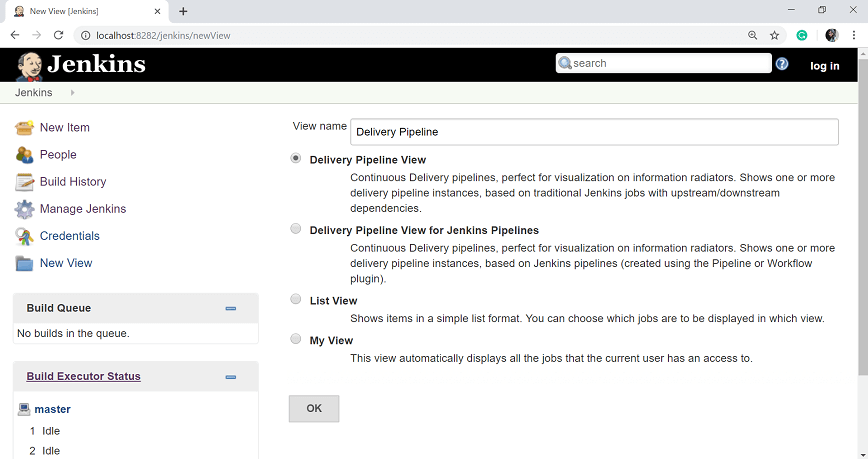 New View [Jenkins]
localhost:8282/jenkins/newView
Jenkins
search
?
log in
Jenkins
New Item
People
Build History
Manage Jenkins
Credentials
New View
Build Queue
No builds in the queue.
Build Executor Status
master
1 Idle
2 Idle
View name
Delivery Pipeline
Delivery Pipeline View
Continuous Delivery pipelines, perfect for visualization on information radiators. Shows one or more
delivery pipeline instances, based on traditional Jenkins jobs with upstream/downstream
dependencies.
Delivery Pipeline View for Jenkins Pipelines
Continuous Delivery pipelines, perfect for visualization on information radiators. Shows one or more
delivery pipeline instances, based on Jenkins pipelines (created using the Pipeline or Workflow
plugin).
List View
Shows items in a simple list format. You can choose which jobs are to be displayed in which view.
My View
This view automatically displays all the jobs that the current user has an access to.
OK